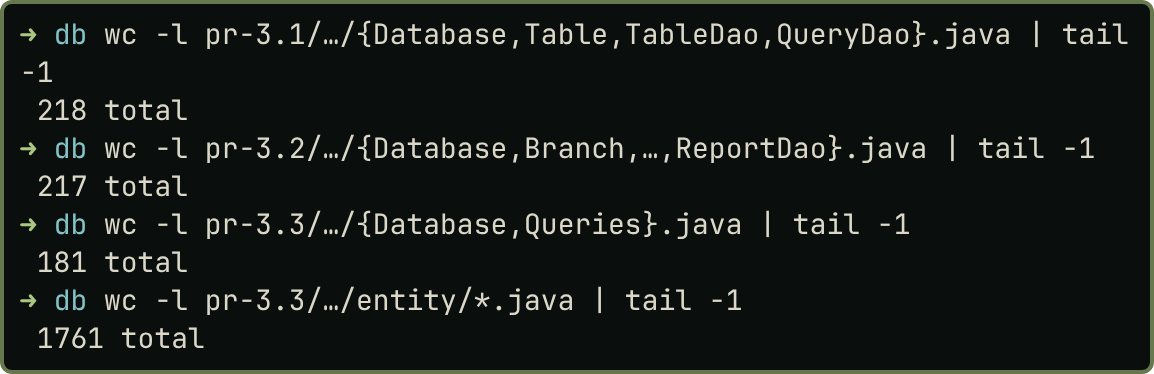 ➜ db wc -l pr-3.1/…/{Database,Table,TableDao,QueryDao}.java | tail
-1
218 total
➜ db wc -l pr-3.2/…/{Database,Branch,…,ReportDao}.java | tail -1
217 total
➜ db wc -l pr-3.3/…/{Database,Queries}.java | tail -1
181 total
➜ db wc -l pr-3.3/…/entity/*.java | tail -1
1761 total